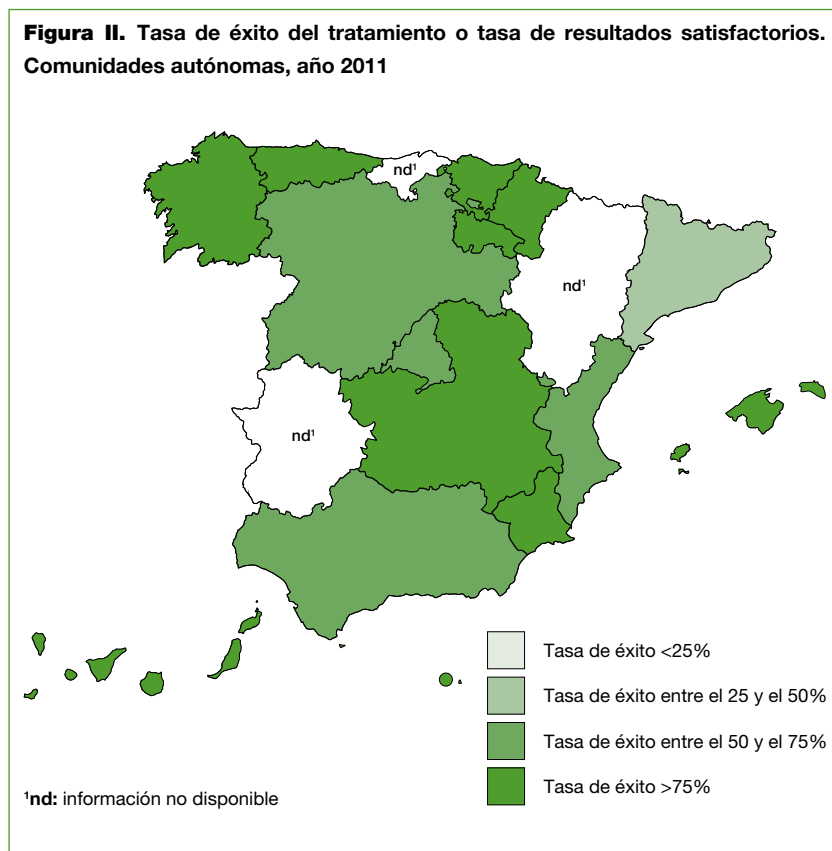 Figura II. Tasa de éxito del tratamiento o tasa de resultados satisfactorios.
Comunidades autónomas, año 2011
nd¹
nd¹
nd¹
Tasa de éxito <25%
Tasa de éxito entre el 25 y el 50%
Tasa de éxito entre el 50 y el 75%
Tasa de éxito >75%
¹nd: información no disponible